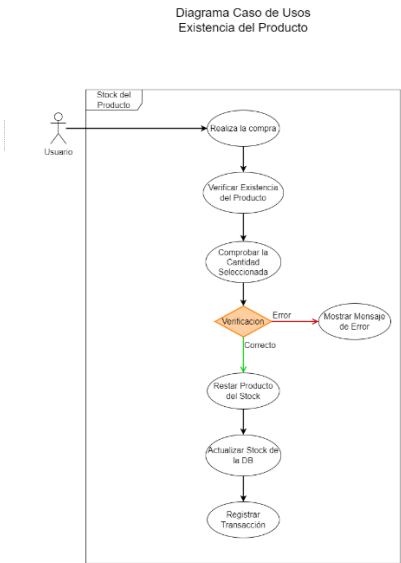 Diagrama Caso de Usos
Existencia del Producto
Stock del
Producto
Usuario
Realiza la compra
Verificar Existencia
del Producto
Comprobar la
Cantidad
Seleccionada
Verificacion
Error
Mostrar Mensaje
de Error
Correcto
Restar Producto
del Stock
Actualizar Stock de
la DB
Registrar
Transacción